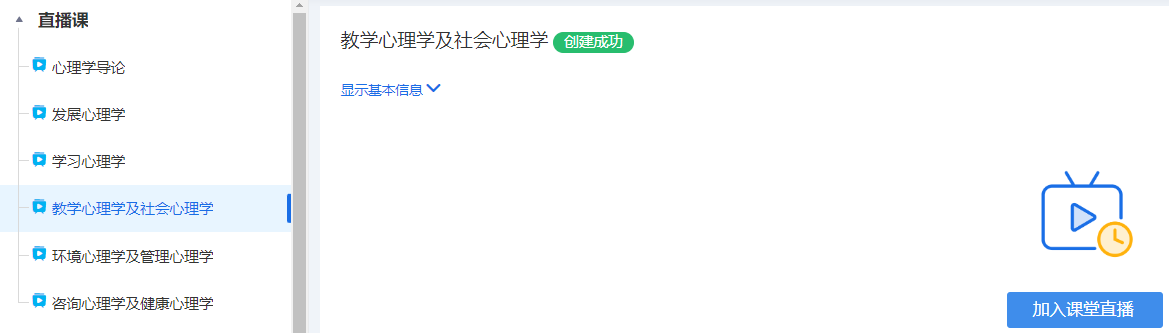 直播课
心理学导论
发展心理学
学习心理学
教学心理学及社会心理学
环境心理学及管理心理学
咨询心理学及健康心理学
教学心理学及社会心理学 创建成功
显示基本信息
加入课堂直播